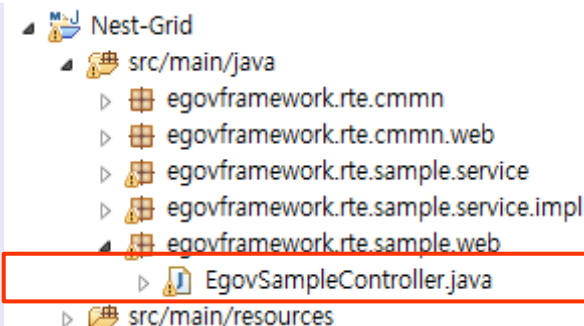 Nest-Grid
src/main/java
egovframework.rte.cmmn
egovframework.rte.cmmn.web
egovframework.rte.sample.service
egovframework.rte.sample.service.impl
egovframework.rte.sample.web
EgovSampleController.java
src/main/resources